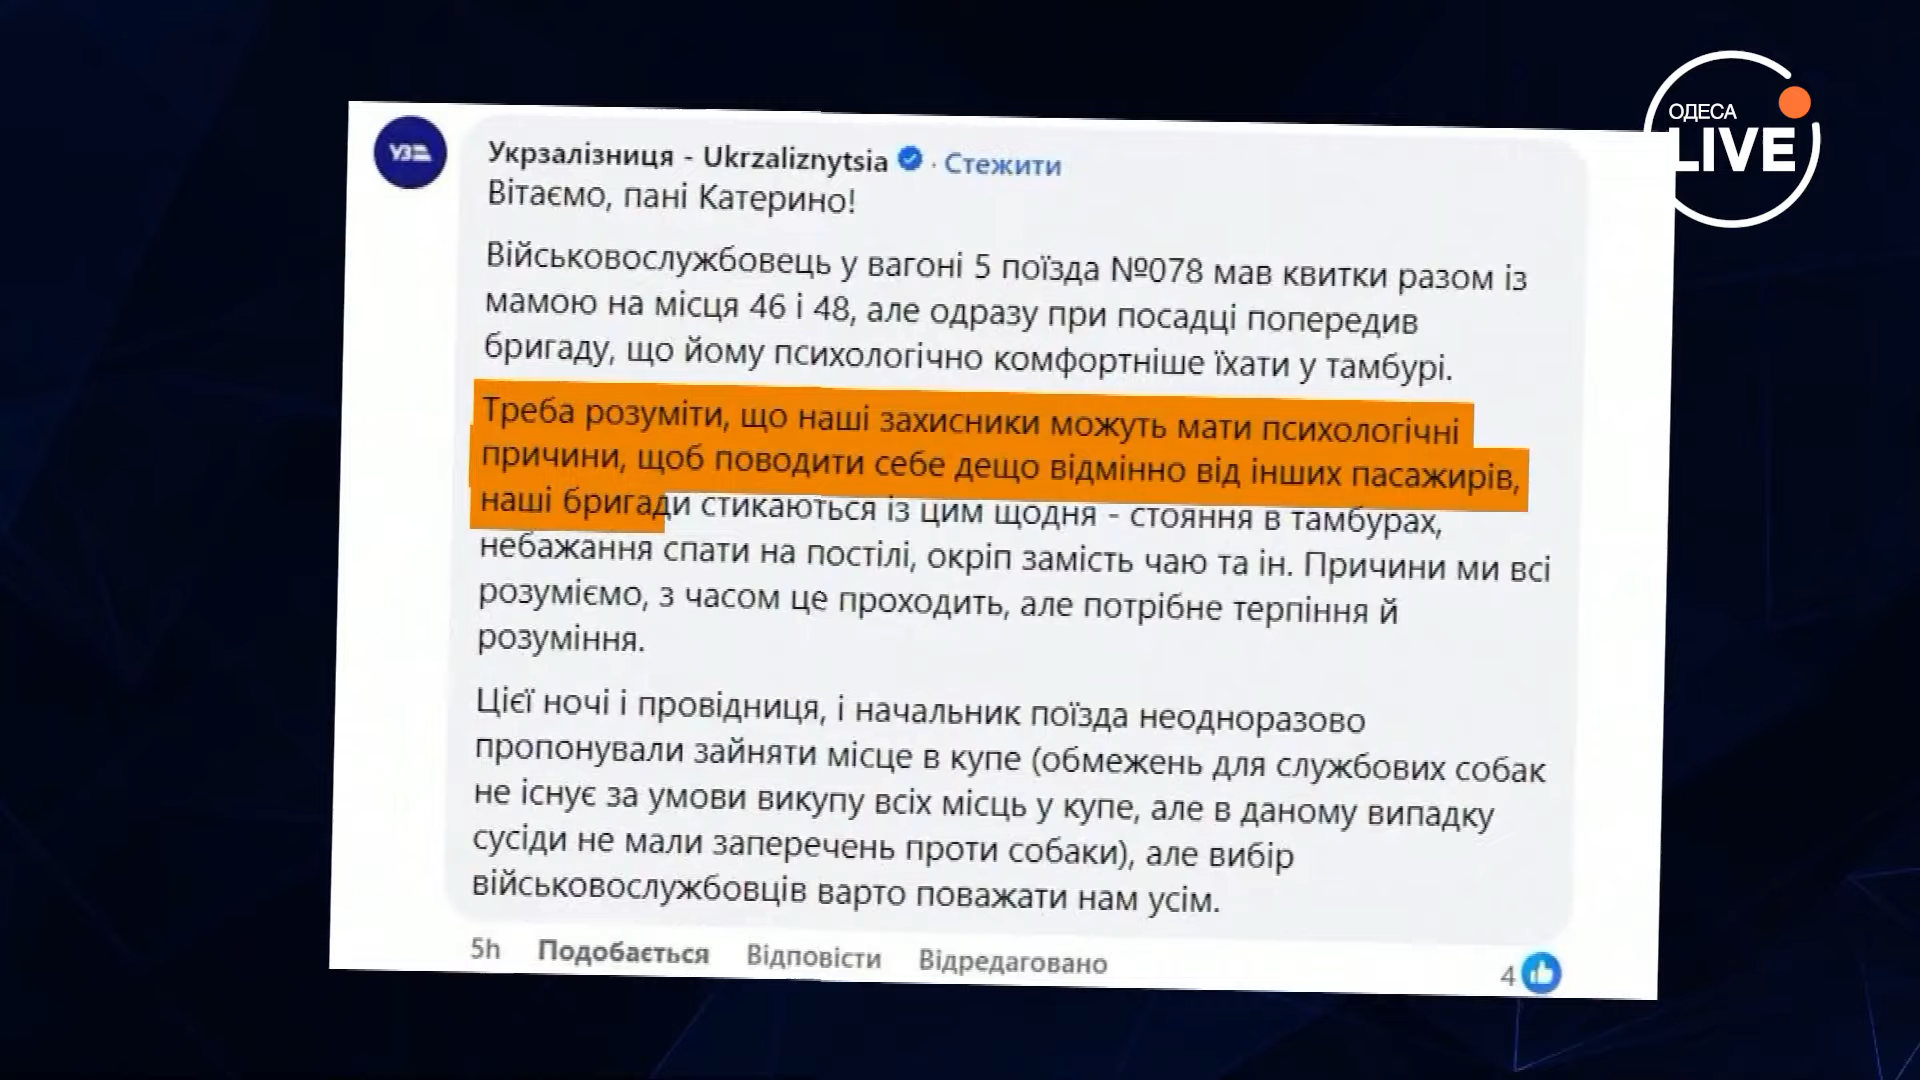 ОДЕСА
LIVE
УЗ
Укрзалізниця - Ukrzaliznytsia · Стежити
Вітаємо, пані Катерино!
Військовослужбовець у вагоні 5 поїзда №078 мав квитки разом із
мамою на місця 46 і 48, але одразу при посадці попередив
бригаду, що йому психологічно комфортніше їхати у тамбурі.
Треба розуміти, що наші захисники можуть мати психологічні
причини, щоб поводити себе дещо відмінно від інших пасажирів,
наші бригади стикаються із цим щодня - стояння в тамбурах,
небажання спати на постілі, окріп замість чаю та ін. Причини ми всі
розуміємо, з часом це проходить, але потрібне терпіння й
розуміння.
Цієї ночі і провідниця, і начальник поїзда неодноразово
пропонували зайняти місце в купе (обмежень для службових собак
не існує за умови викупу всіх місць у купе, але в даному випадку
сусіди не мали заперечень проти собаки), але вибір
військовослужбовців варто поважати нам усім.
5h Подобається Відповісти Відредаговано
4